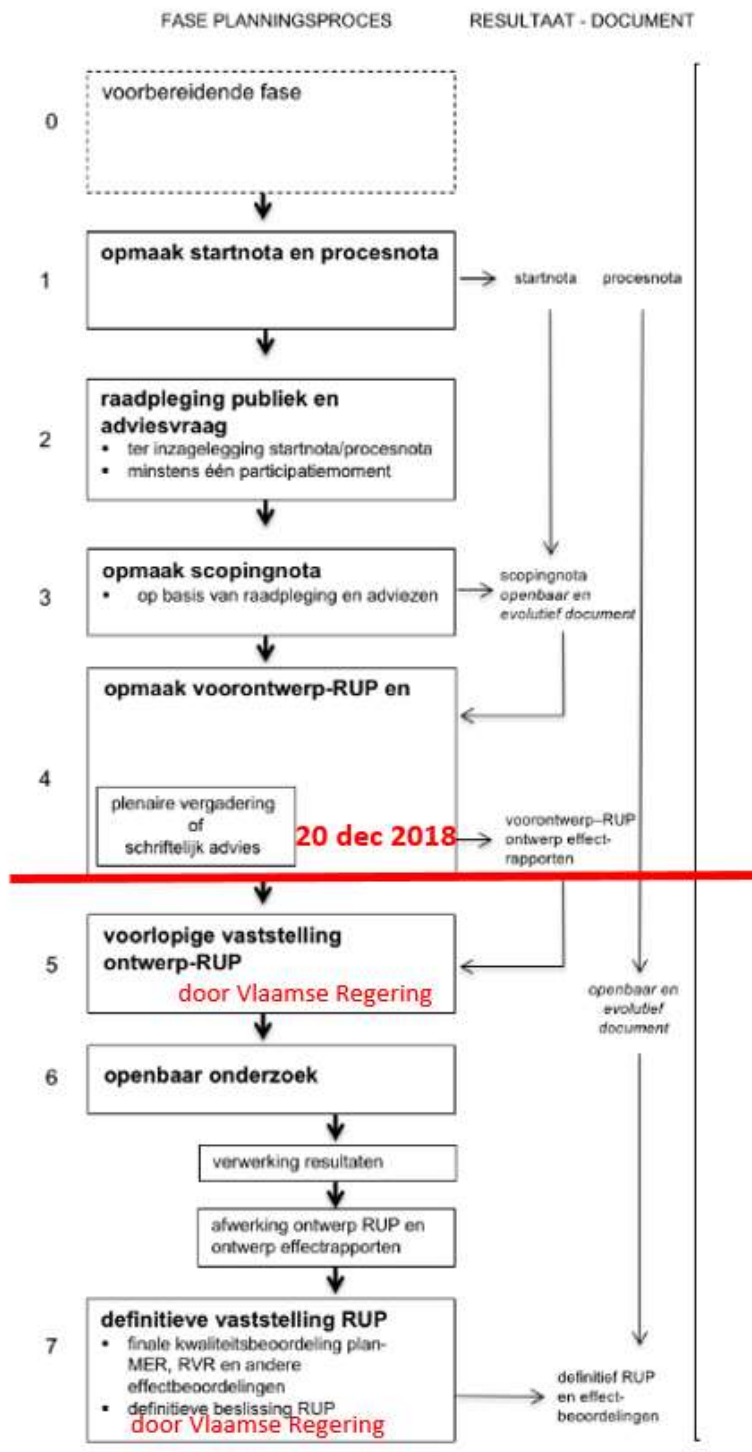 FASE PLANNINGSPROCES RESULTAAT - DOCUMENT
0
voorbereidende fase
1
opmaak startnota en procesnota
startnota procesnota
2
raadpleging publiek en
adviesvraag
▪ ter inzagelegging startnota/procesnota
▪ minstens één participatiemoment
3
opmaak scopingnota
▪ op basis van raadpleging en adviezen
scopingnota
openbaar en
evolutief document
4
opmaak voorontwerp-RUP en
plenaire vergadering
of
schriftelijk advies
20 dec 2018
voorontwerp–RUP
ontwerp effect-
rapporten
5
voorlopige vaststelling
ontwerp-RUP
door Vlaamse Regering
openbaar en
evolutief
document
6
openbaar onderzoek
verwerking resultaten
afwerking ontwerp RUP en
ontwerp effectrapporten
7
definitieve vaststelling RUP
▪ finale kwaliteitsbeoordeling plan-
MER, RVR en andere
effectbeoordelingen
▪ definitieve beslissing RUP
door Vlaamse Regering
definitief RUP
en effect-
beoordelingen